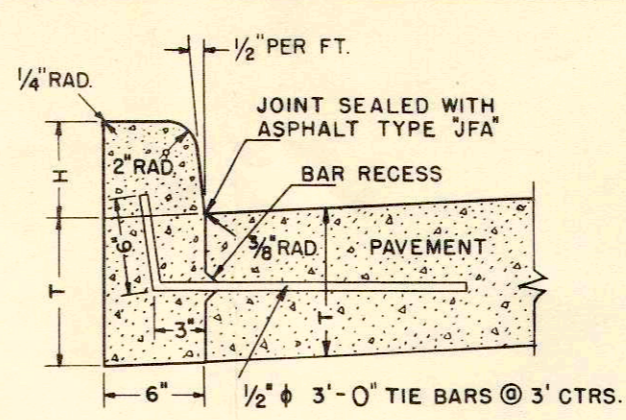 1/2" PER FT.
1/4" RAD.
JOINT SEALED WITH
ASPHALT TYPE "JFA"
2" RAD.
BAR RECESS
H
6"
3/8" RAD.
PAVEMENT
T
T
3"
6"
1/2" ϕ 3'-0" TIE BARS @ 3' CTRS.